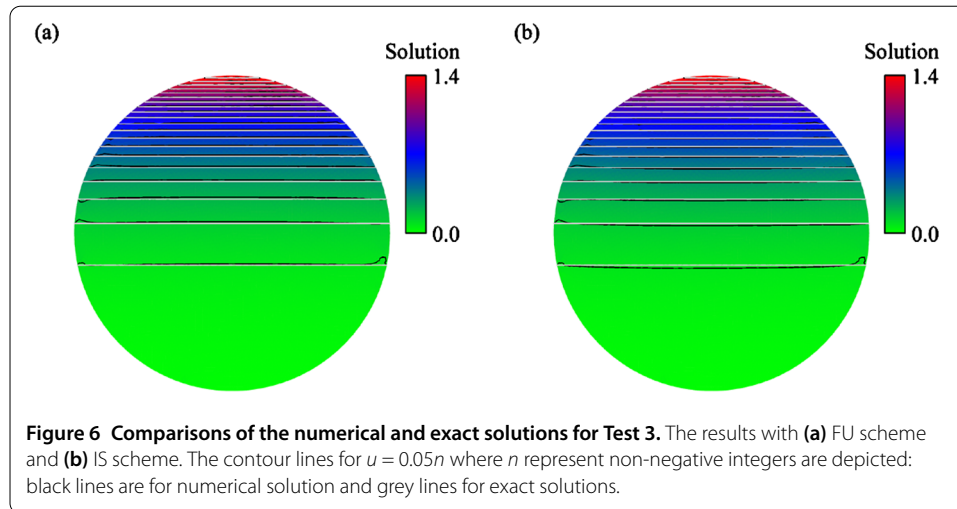 (a)
(b)
Solution
1.4
0.0
Solution
1.4
0.0
Figure 6 Comparisons of the numerical and exact solutions for Test 3. The results with (a) FU scheme
and (b) IS scheme. The contour lines for u = 0.05n where n represent non-negative integers are depicted:
black lines are for numerical solution and grey lines for exact solutions.